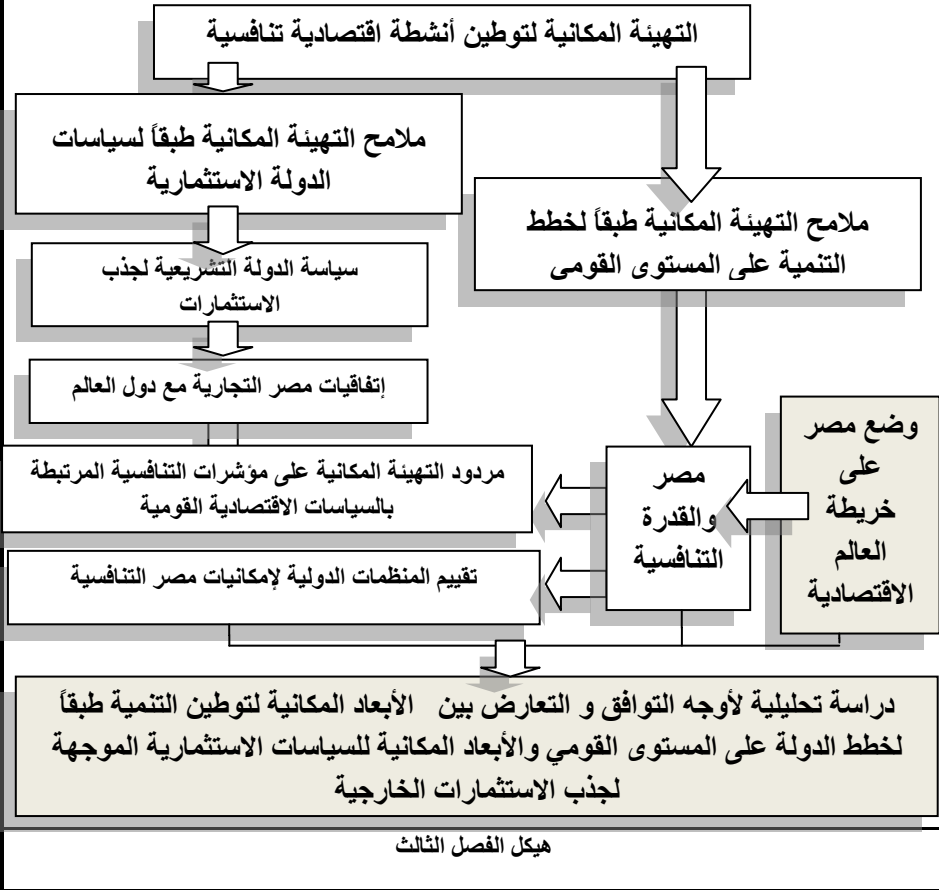 التهيئة المكانية لتوطين أنشطة اقتصادية تنافسية
ملامح التهيئة المكانية طبقاً لسياسات
الدولة الاستثمارية
ملامح التهيئة المكانية طبقاً لخطط
التنمية على المستوى القومى
سياسة الدولة التشريعية لجذب
الاستثمارات
إتفاقيات مصر التجارية مع دول العالم
وضع مصر
على
خريطة
العالم
الاقتصادية
مصر
والقدرة
التنافسية
مردود التهيئة المكانية على مؤشرات التنافسية المرتبطة
بالسياسات الاقتصادية القومية
تقييم المنظمات الدولية لإمكانيات مصر التنافسية
دراسة تحليلية لأوجه التوافق و التعارض بين الأبعاد المكانية لتوطين التنمية طبقاً
لخطط الدولة على المستوى القومي والأبعاد المكانية للسياسات الاستثمارية الموجهة
لجذب الاستثمارات الخارجية
هيكل الفصل الثالث